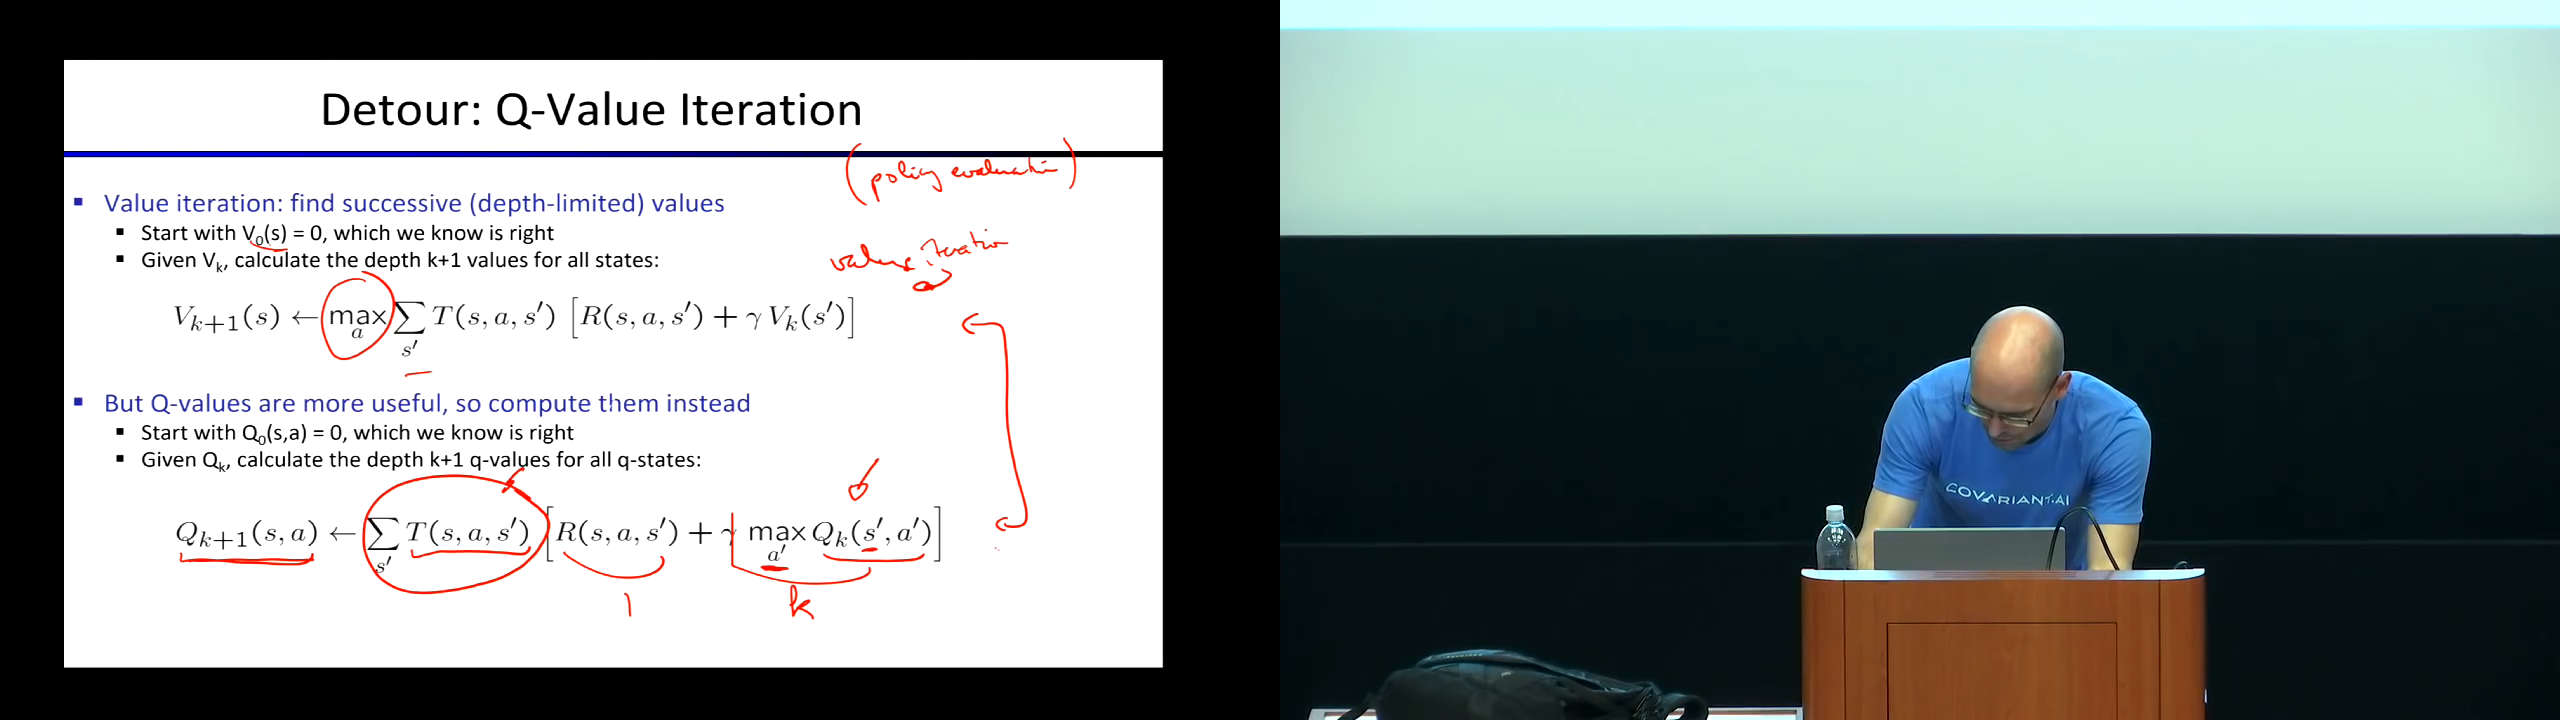 Detour: Q-Value Iteration
(policy evaluation)
▪ Value iteration: find successive (depth-limited) values
▪ Start with V₀(s) = 0, which we know is right
value iteration
▪ Given Vₖ, calculate the depth k+1 values for all states:
Vₖ₊₁(s) ← max_a ∑_s′ T(s, a, s′) [R(s, a, s′) + γ Vₖ(s′)]
▪ But Q-values are more useful, so compute them instead
▪ Start with Q₀(s,a) = 0, which we know is right
▪ Given Qₖ, calculate the depth k+1 q-values for all q-states:
Qₖ₊₁(s, a) ← ∑_s′ T(s, a, s′) [R(s, a, s′) + γ max_a′ Qₖ(s′, a′)]
1 k
COVARIANT.AI